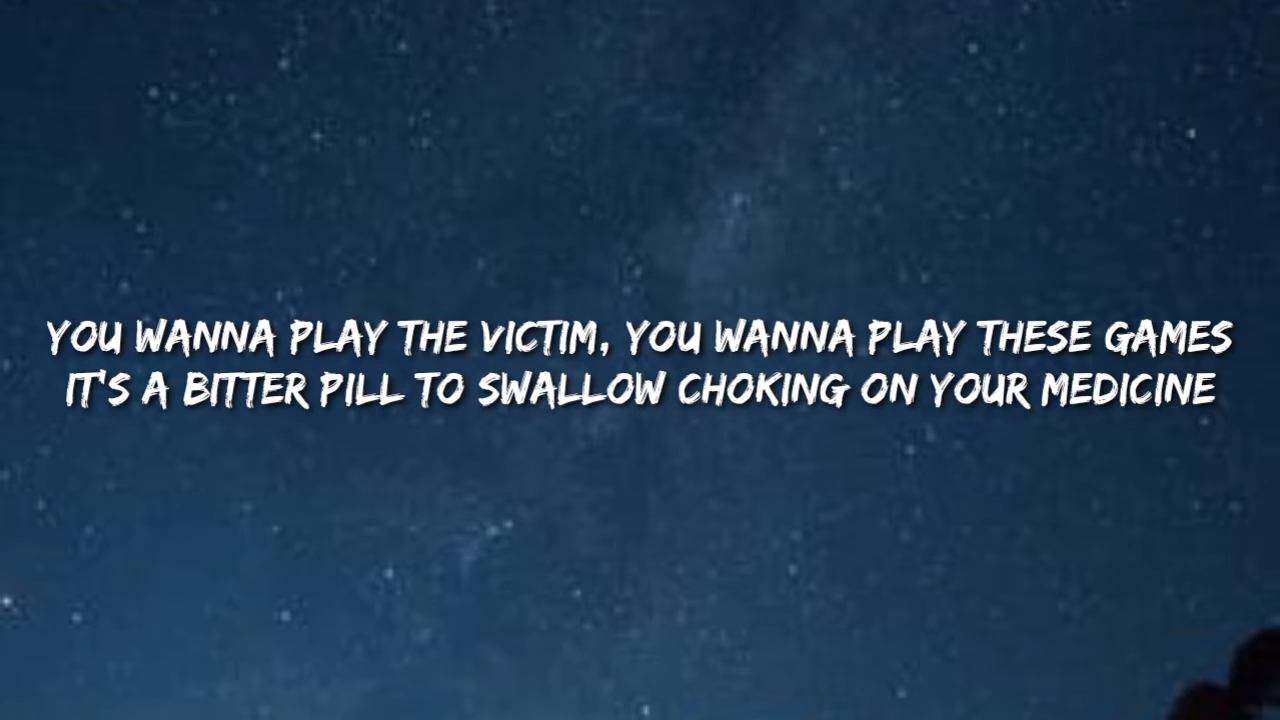 YOU WANNA PLAY THE VICTIM, YOU WANNA PLAY THESE GAMES
IT'S A BITTER PILL TO SWALLOW CHOKING ON YOUR MEDICINE